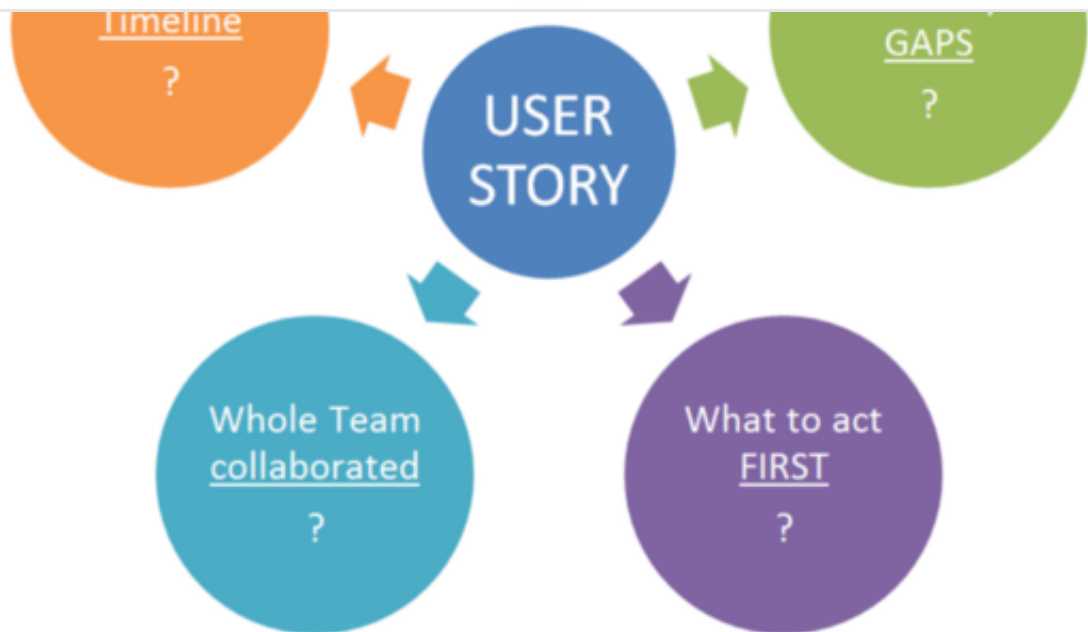 Timeline
?
USER
STORY
GAPS
?
Whole Team
collaborated
?
What to act
FIRST
?